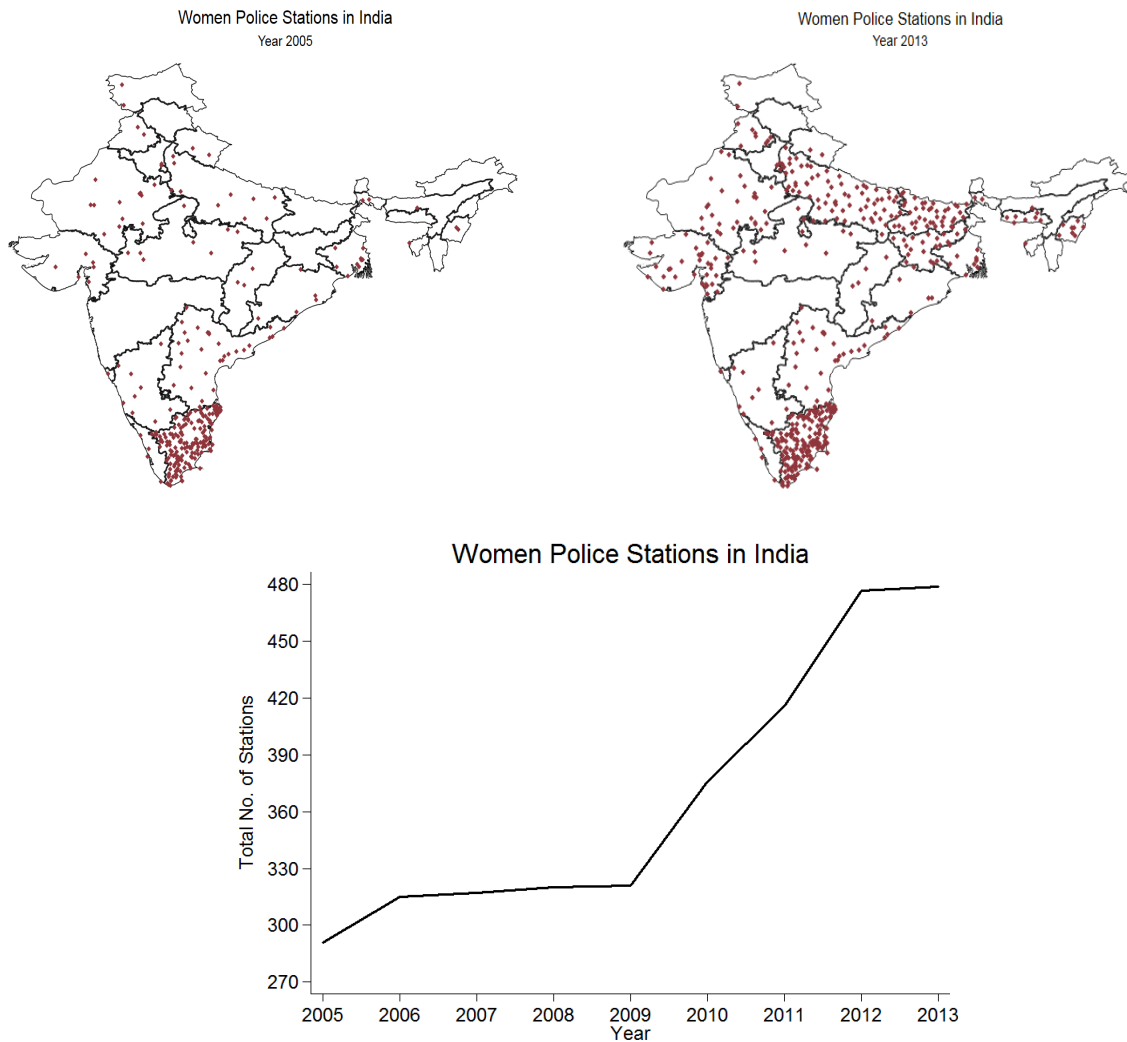 Women Police Stations in India
Year 2005
Women Police Stations in India
Year 2013
Women Police Stations in India
Total No. of Stations
480
450
420
390
360
330
300
270
2005 2006 2007 2008 2009 2010 2011 2012 2013
Year